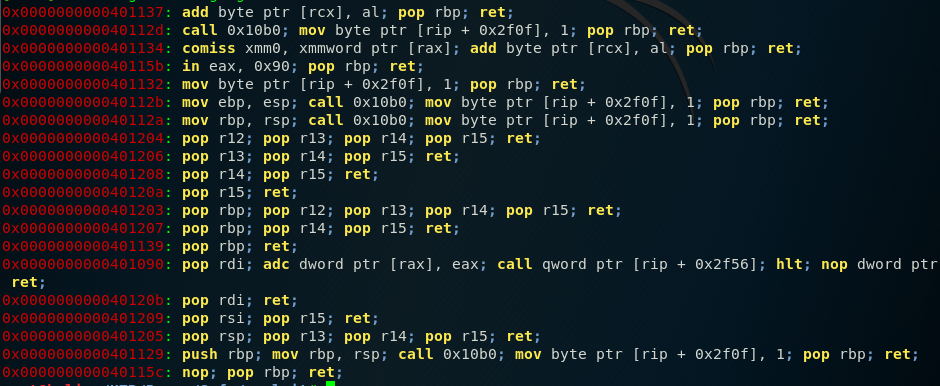 0x0000000000401137: add byte ptr [rcx], al; pop rbp; ret;
0x000000000040112d: call 0x10b0; mov byte ptr [rip + 0x2f0f], 1; pop rbp; ret;
0x0000000000401134: comiss xmm0, xmmword ptr [rax]; add byte ptr [rcx], al; pop rbp; ret;
0x000000000040115b: in eax, 0x90; pop rbp; ret;
0x0000000000401132: mov byte ptr [rip + 0x2f0f], 1; pop rbp; ret;
0x000000000040112b: mov ebp, esp; call 0x10b0; mov byte ptr [rip + 0x2f0f], 1; pop rbp; ret;
0x000000000040112a: mov rbp, rsp; call 0x10b0; mov byte ptr [rip + 0x2f0f], 1; pop rbp; ret;
0x0000000000401204: pop r12; pop r13; pop r14; pop r15; ret;
0x0000000000401206: pop r13; pop r14; pop r15; ret;
0x0000000000401208: pop r14; pop r15; ret;
0x000000000040120a: pop r15; ret;
0x0000000000401203: pop rbp; pop r12; pop r13; pop r14; pop r15; ret;
0x0000000000401207: pop rbp; pop r14; pop r15; ret;
0x0000000000401139: pop rbp; ret;
0x0000000000401090: pop rdi; adc dword ptr [rax], eax; call qword ptr [rip + 0x2f56]; hlt; nop dword ptr
ret;
0x000000000040120b: pop rdi; ret;
0x0000000000401209: pop rsi; pop r15; ret;
0x0000000000401205: pop rsp; pop r13; pop r14; pop r15; ret;
0x0000000000401129: push rbp; mov rbp, rsp; call 0x10b0; mov byte ptr [rip + 0x2f0f], 1; pop rbp; ret;
0x000000000040115c: nop; pop rbp; ret;